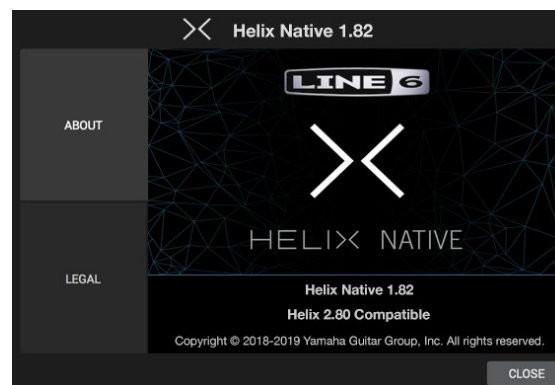 Helix Native 1.82
LINE 6
ABOUT
HELIX NATIVE
LEGAL
Helix Native 1.82
Helix 2.80 Compatible
Copyright © 2018-2019 Yamaha Guitar Group, Inc. All rights reserved.
CLOSE